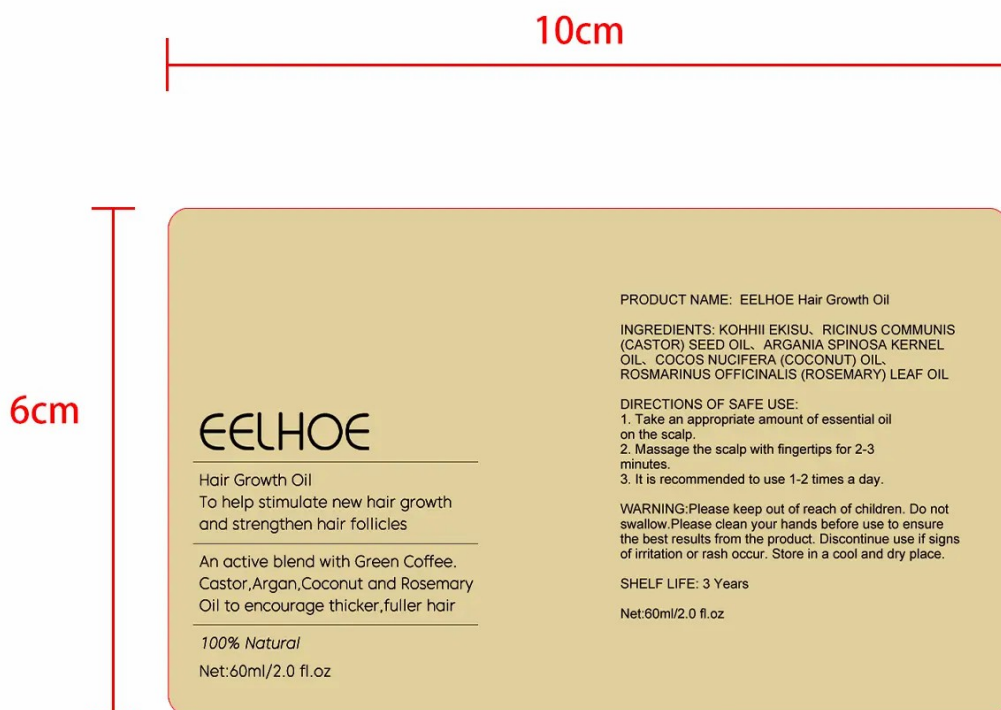 10cm
6cm
EELHOE
Hair Growth Oil
To help stimulate new hair growth
and strengthen hair follicles
An active blend with Green Coffee.
Castor,Argan,Coconut and Rosemary
Oil to encourage thicker,fuller hair
100% Natural
Net:60ml/2.0 fl.oz
PRODUCT NAME: EELHOE Hair Growth Oil
INGREDIENTS: KOHHII EKISU、RICINUS COMMUNIS
(CASTOR) SEED OIL、ARGANIA SPINOSA KERNEL
OIL、COCOS NUCIFERA (COCONUT) OIL、
ROSMARINUS OFFICINALIS (ROSEMARY) LEAF OIL
DIRECTIONS OF SAFE USE:
1. Take an appropriate amount of essential oil
on the scalp.
2. Massage the scalp with fingertips for 2-3
minutes.
3. It is recommended to use 1-2 times a day.
WARNING:Please keep out of reach of children. Do not
swallow.Please clean your hands before use to ensure
the best results from the product. Discontinue use if signs
of irritation or rash occur. Store in a cool and dry place.
SHELF LIFE: 3 Years
Net:60ml/2.0 fl.oz